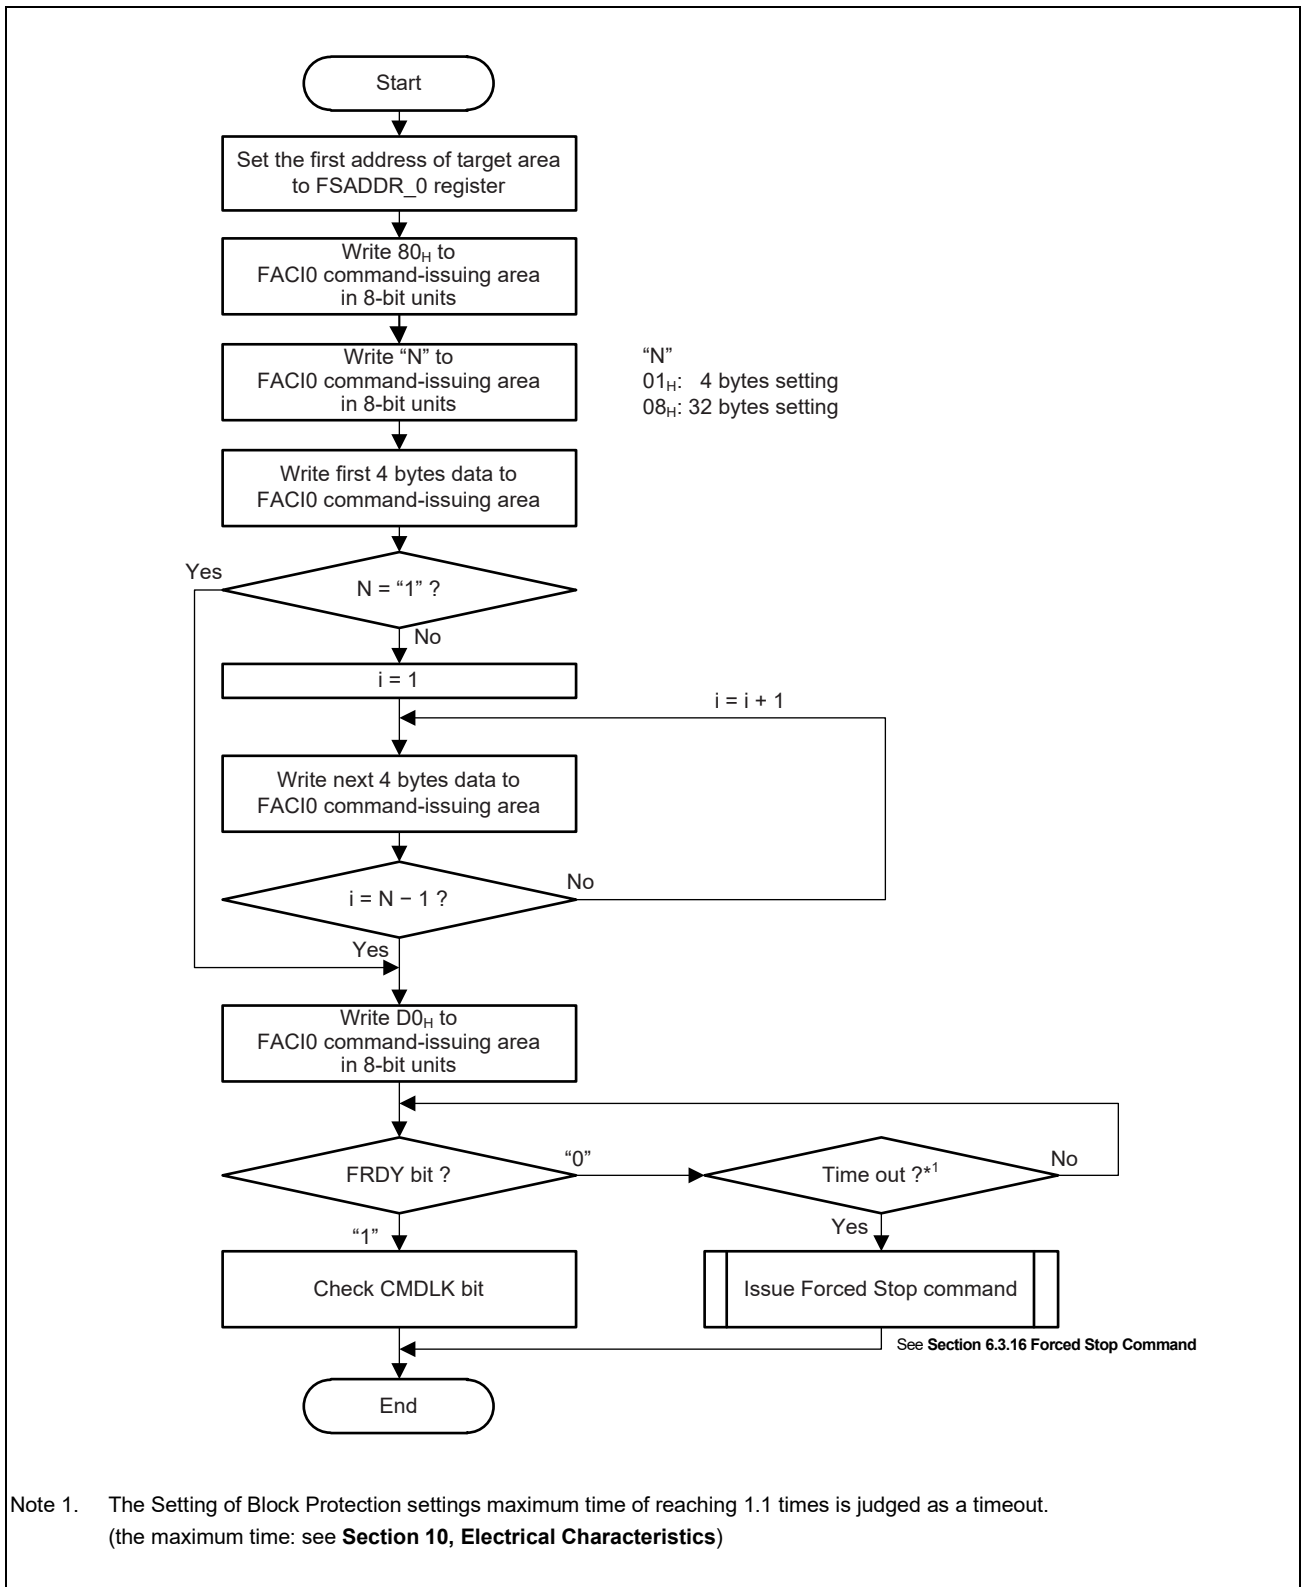 Start
Set the first address of target area
to FSADDR_0 register
Write 80H to
FACI0 command-issuing area
in 8-bit units
Write “N” to
FACI0 command-issuing area
in 8-bit units
“N”
01H: 4 bytes setting
08H: 32 bytes setting
Write first 4 bytes data to
FACI0 command-issuing area
Yes
N = “1” ?
No
i = 1
i = i + 1
Write next 4 bytes data to
FACI0 command-issuing area
i = N − 1 ?
No
Yes
Write D0H to
FACI0 command-issuing area
in 8-bit units
FRDY bit ?
“0”
Time out ?*1
No
“1”
Yes
Check CMDLK bit
Issue Forced Stop command
See Section 6.3.16 Forced Stop Command
End
Note 1. The Setting of Block Protection settings maximum time of reaching 1.1 times is judged as a timeout.
(the maximum time: see Section 10, Electrical Characteristics)